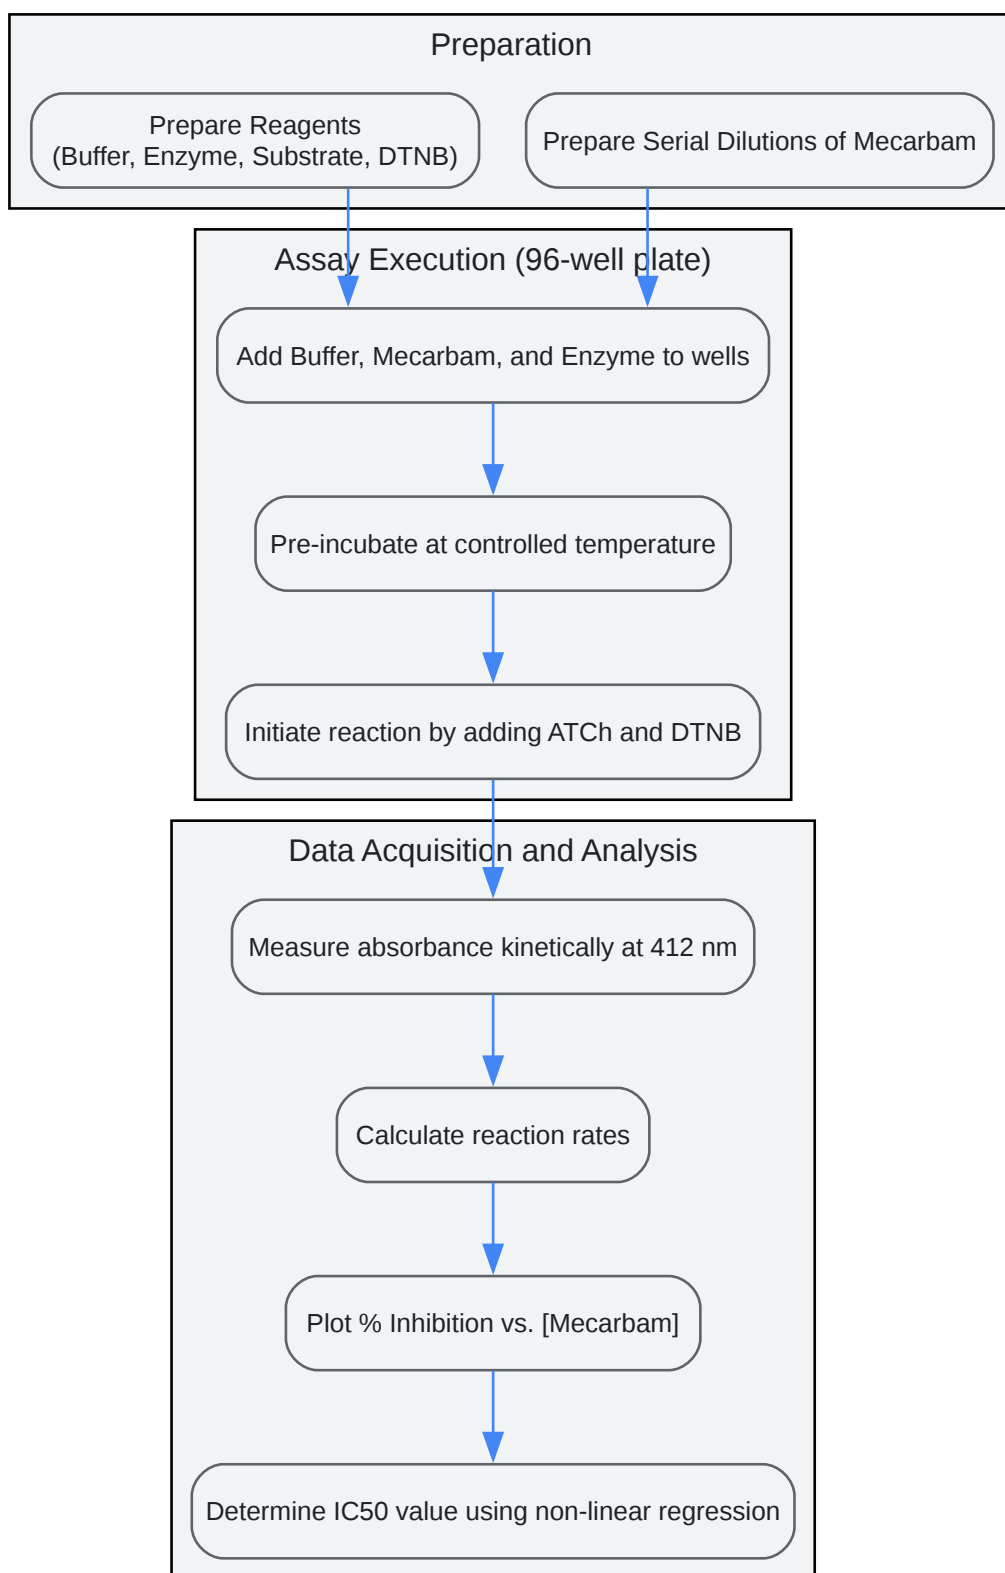 Preparation
Prepare Reagents
(Buffer, Enzyme, Substrate, DTNB)
Prepare Serial Dilutions of Mecarbam
Assay Execution (96-well plate)
Add Buffer, Mecarbam, and Enzyme to wells
Pre-incubate at controlled temperature
Initiate reaction by adding ATCh and DTNB
Data Acquisition and Analysis
Measure absorbance kinetically at 412 nm
Calculate reaction rates
Plot % Inhibition vs. [Mecarbam]
Determine IC50 value using non-linear regression